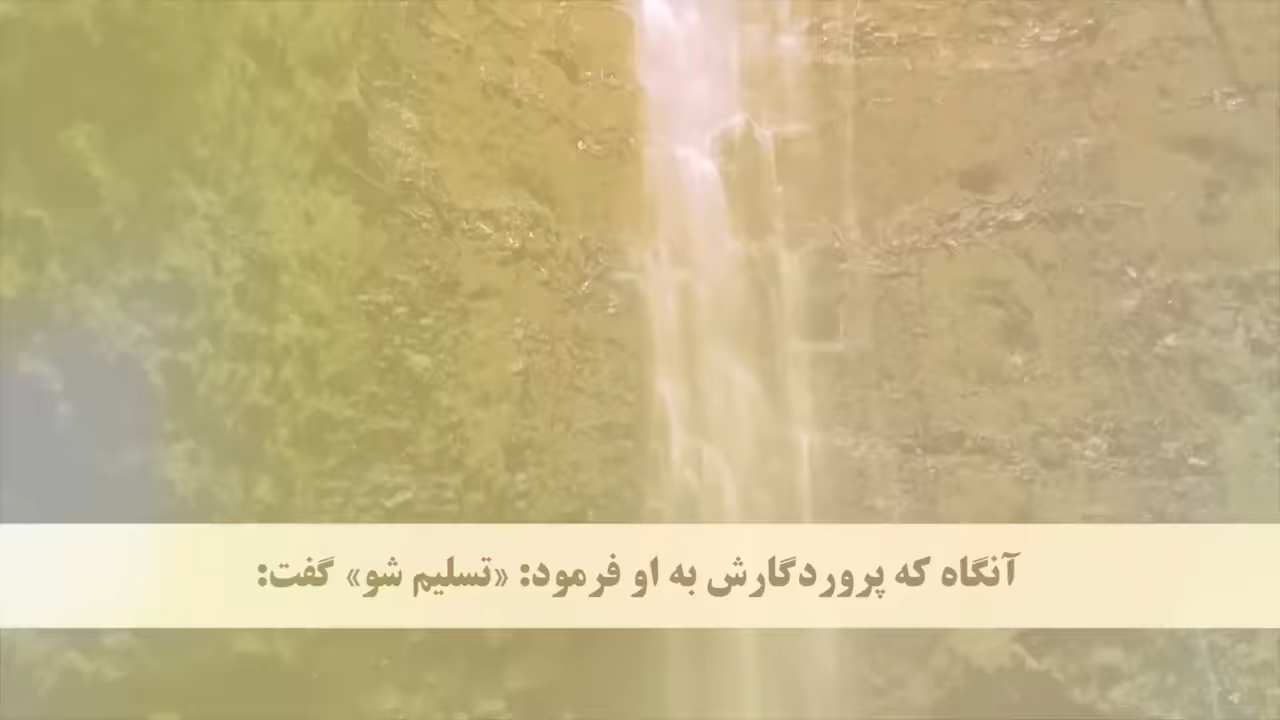 آنگاه که پروردگارش به او فرمود: «تسلیم شو» گفت: